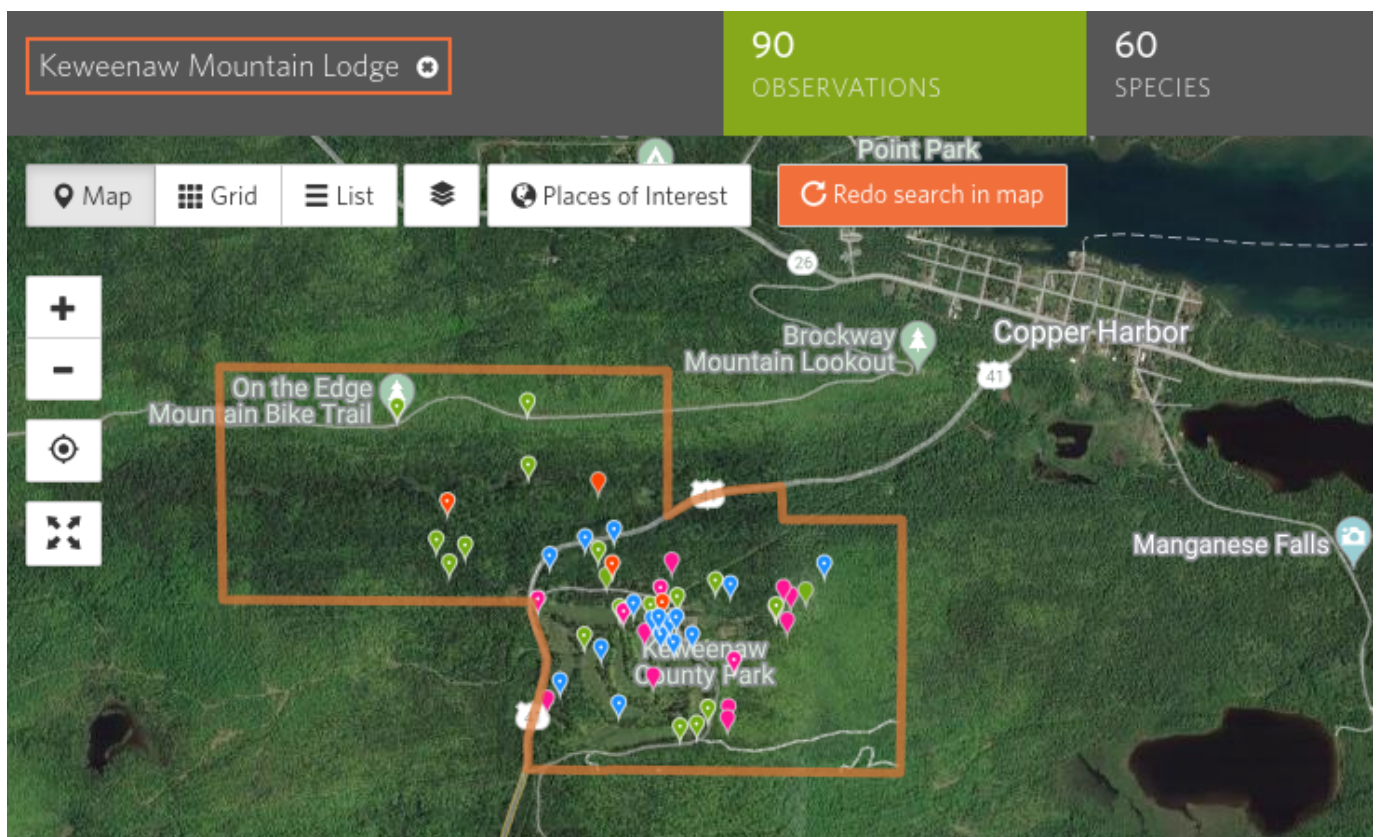 Keweenaw Mountain Lodge
90
OBSERVATIONS
60
SPECIES
Point Park
Map
Grid
List
Places of Interest
Redo search in map
26
Brockway
Mountain Lookout
Copper Harbor
41
On the Edge
Mountain Bike Trail
Manganese Falls
Keweenaw
County Park